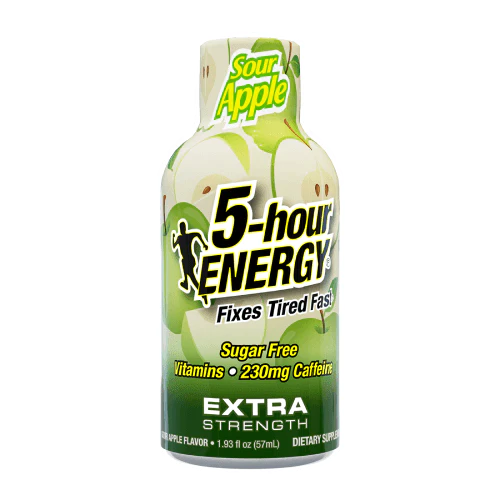 Sour
Apple
5-hour
ENERGY®
Fixes Tired Fast
Sugar Free
Vitamins • 230mg Caffeine
EXTRA
STRENGTH
APPLE FLAVOR • 1.93 fl oz (57mL) DIETARY